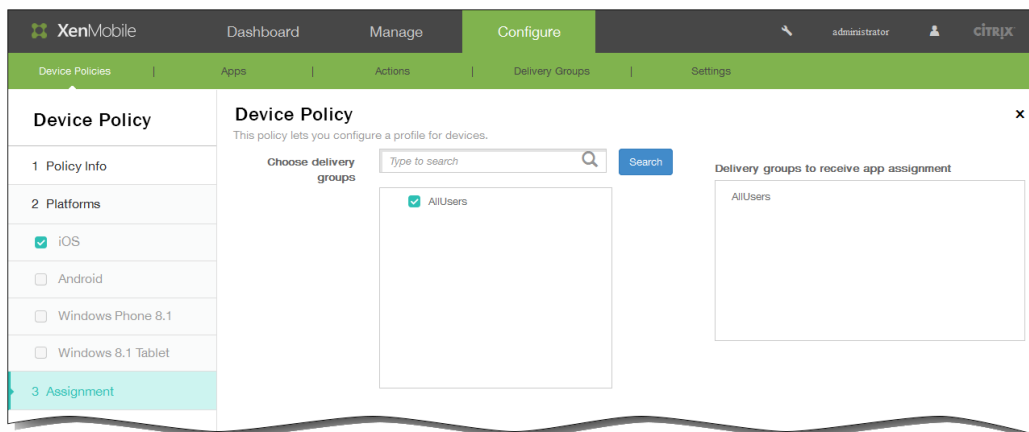 XenMobile Dashboard Manage Configure administrator CİTRIX
Device Policies | Apps | Actions | Delivery Groups | Settings
Device Policy
1 Policy Info
2 Platforms
iOS
Android
Windows Phone 8.1
Windows 8.1 Tablet
3 Assignment
Device Policy
x
This policy lets you configure a profile for devices.
Choose delivery
groups
Type to search
Search
AllUsers
Delivery groups to receive app assignment
AllUsers